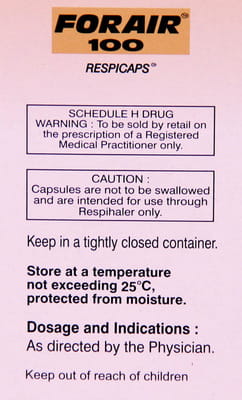 FORAIR®
100
RESPICAPS®
SCHEDULE H DRUG
WARNING : To be sold by retail on
the prescription of a Registered
Medical Practitioner only.
CAUTION :
Capsules are not to be swallowed
and are intended for use through
Respihaler only.
Keep in a tightly closed container.
Store at a temperature
not exceeding 25°C,
protected from moisture.
Dosage and Indications :
As directed by the Physician.
Keep out of reach of children